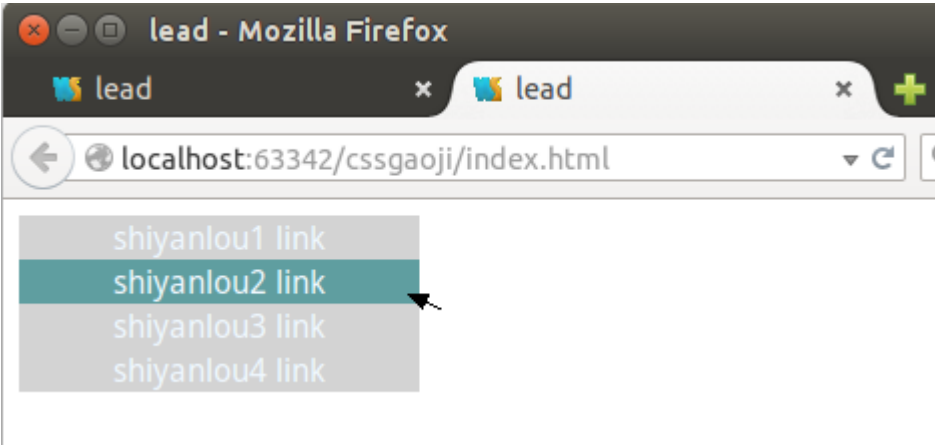 lead - Mozilla Firefox
lead lead
localhost:63342/cssgaoji/index.html
shiyanlou1 link
shiyanlou2 link
shiyanlou3 link
shiyanlou4 link